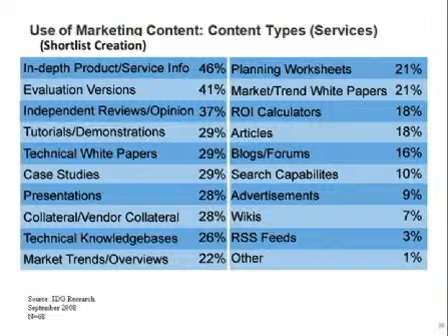 Use of Marketing Content: Content Types (Services)
(Shortlist Creation)
In-depth Product/Service Info 46% Planning Worksheets 21%
Evaluation Versions 41% Market/Trend White Papers 21%
Independent Reviews/Opinion 37% ROI Calculators 18%
Tutorials/Demonstrations 29% Articles 18%
Technical White Papers 29% Blogs/Forums 16%
Case Studies 29% Search Capabilites 10%
Presentations 28% Advertisements 9%
Collateral/Vendor Collateral 28% Wikis 7%
Technical Knowledgebases 26% RSS Feeds 3%
Market Trends/Overviews 22% Other 1%
Source: IDG Research
September 2008
N=68